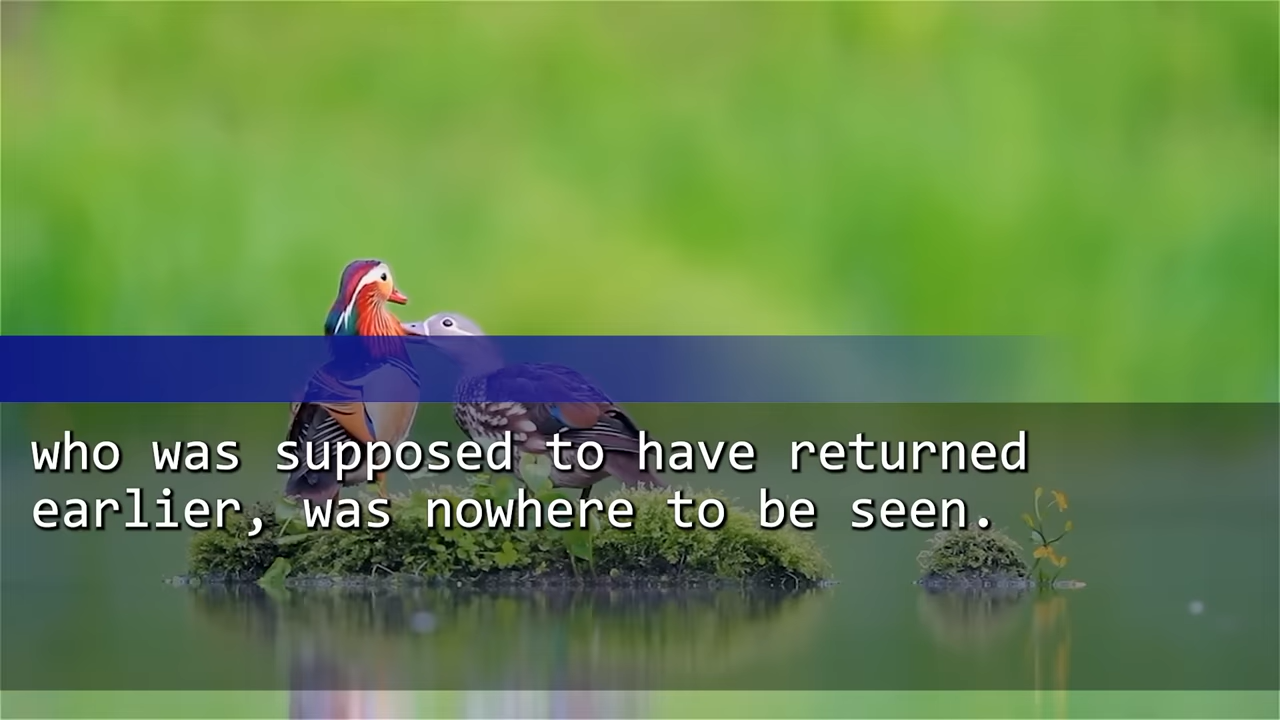 who was supposed to have returned
earlier, was nowhere to be seen.